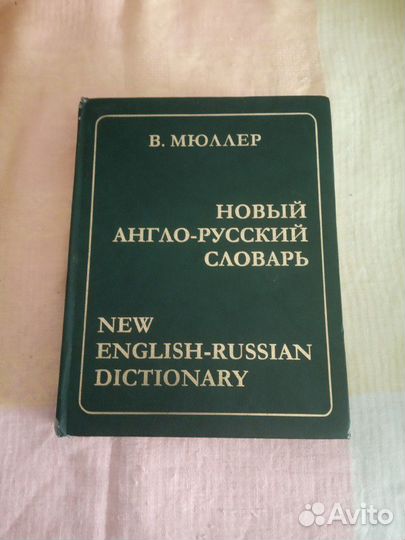 В. МЮЛЛЕР
НОВЫЙ
АНГЛО-РУССКИЙ
СЛОВАРЬ
NEW
ENGLISH-RUSSIAN
DICTIONARY
Avito